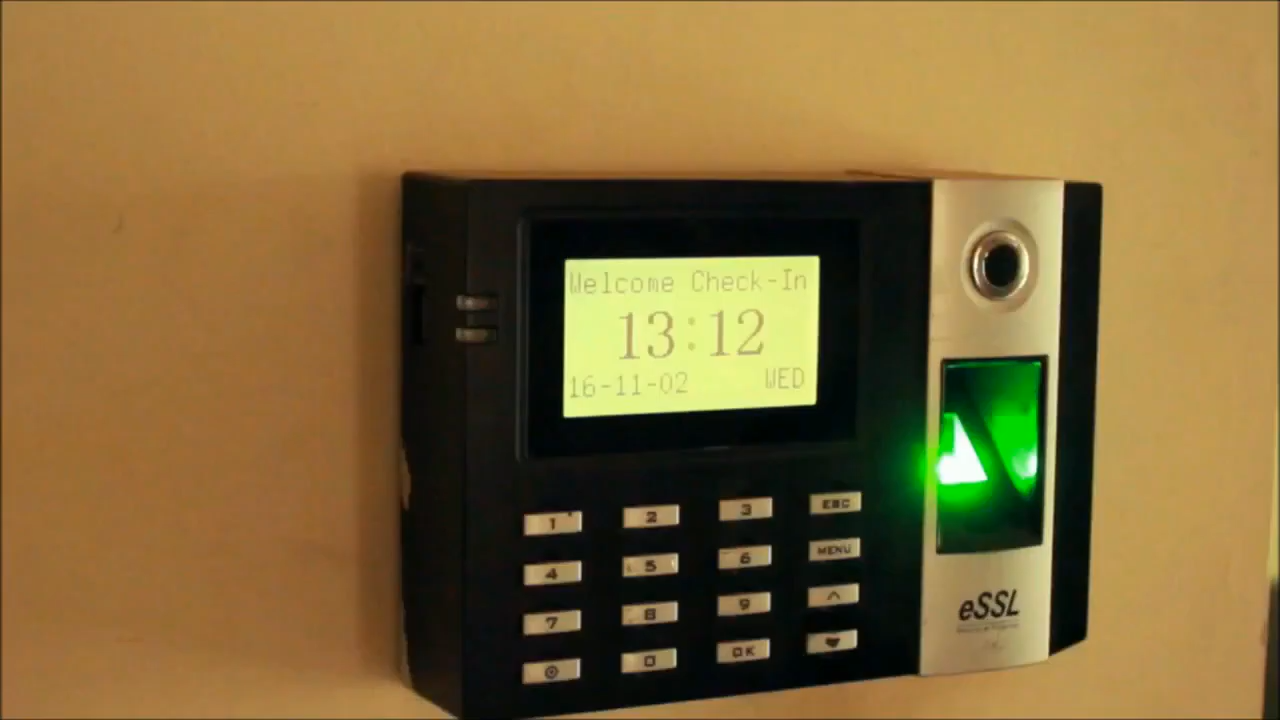 Welcome Check-In
13:12
16-11-02 WED
1 2 3 ESC
4 5 6 MENU
7 8 9
0 OK
eSSL